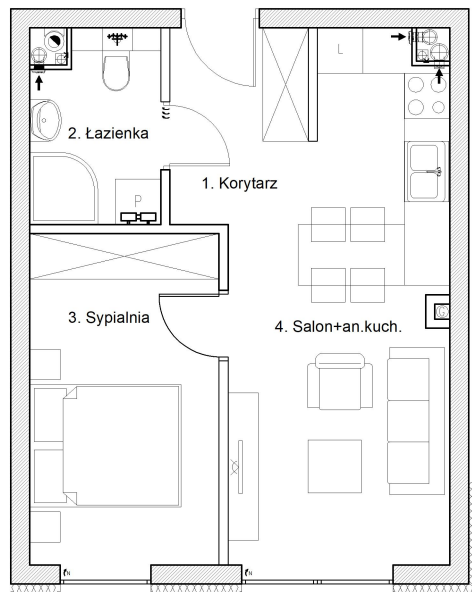 L
2. Łazienka
1. Korytarz
P
3. Sypialnia
4. Salon+an.kuch.
G
N
N